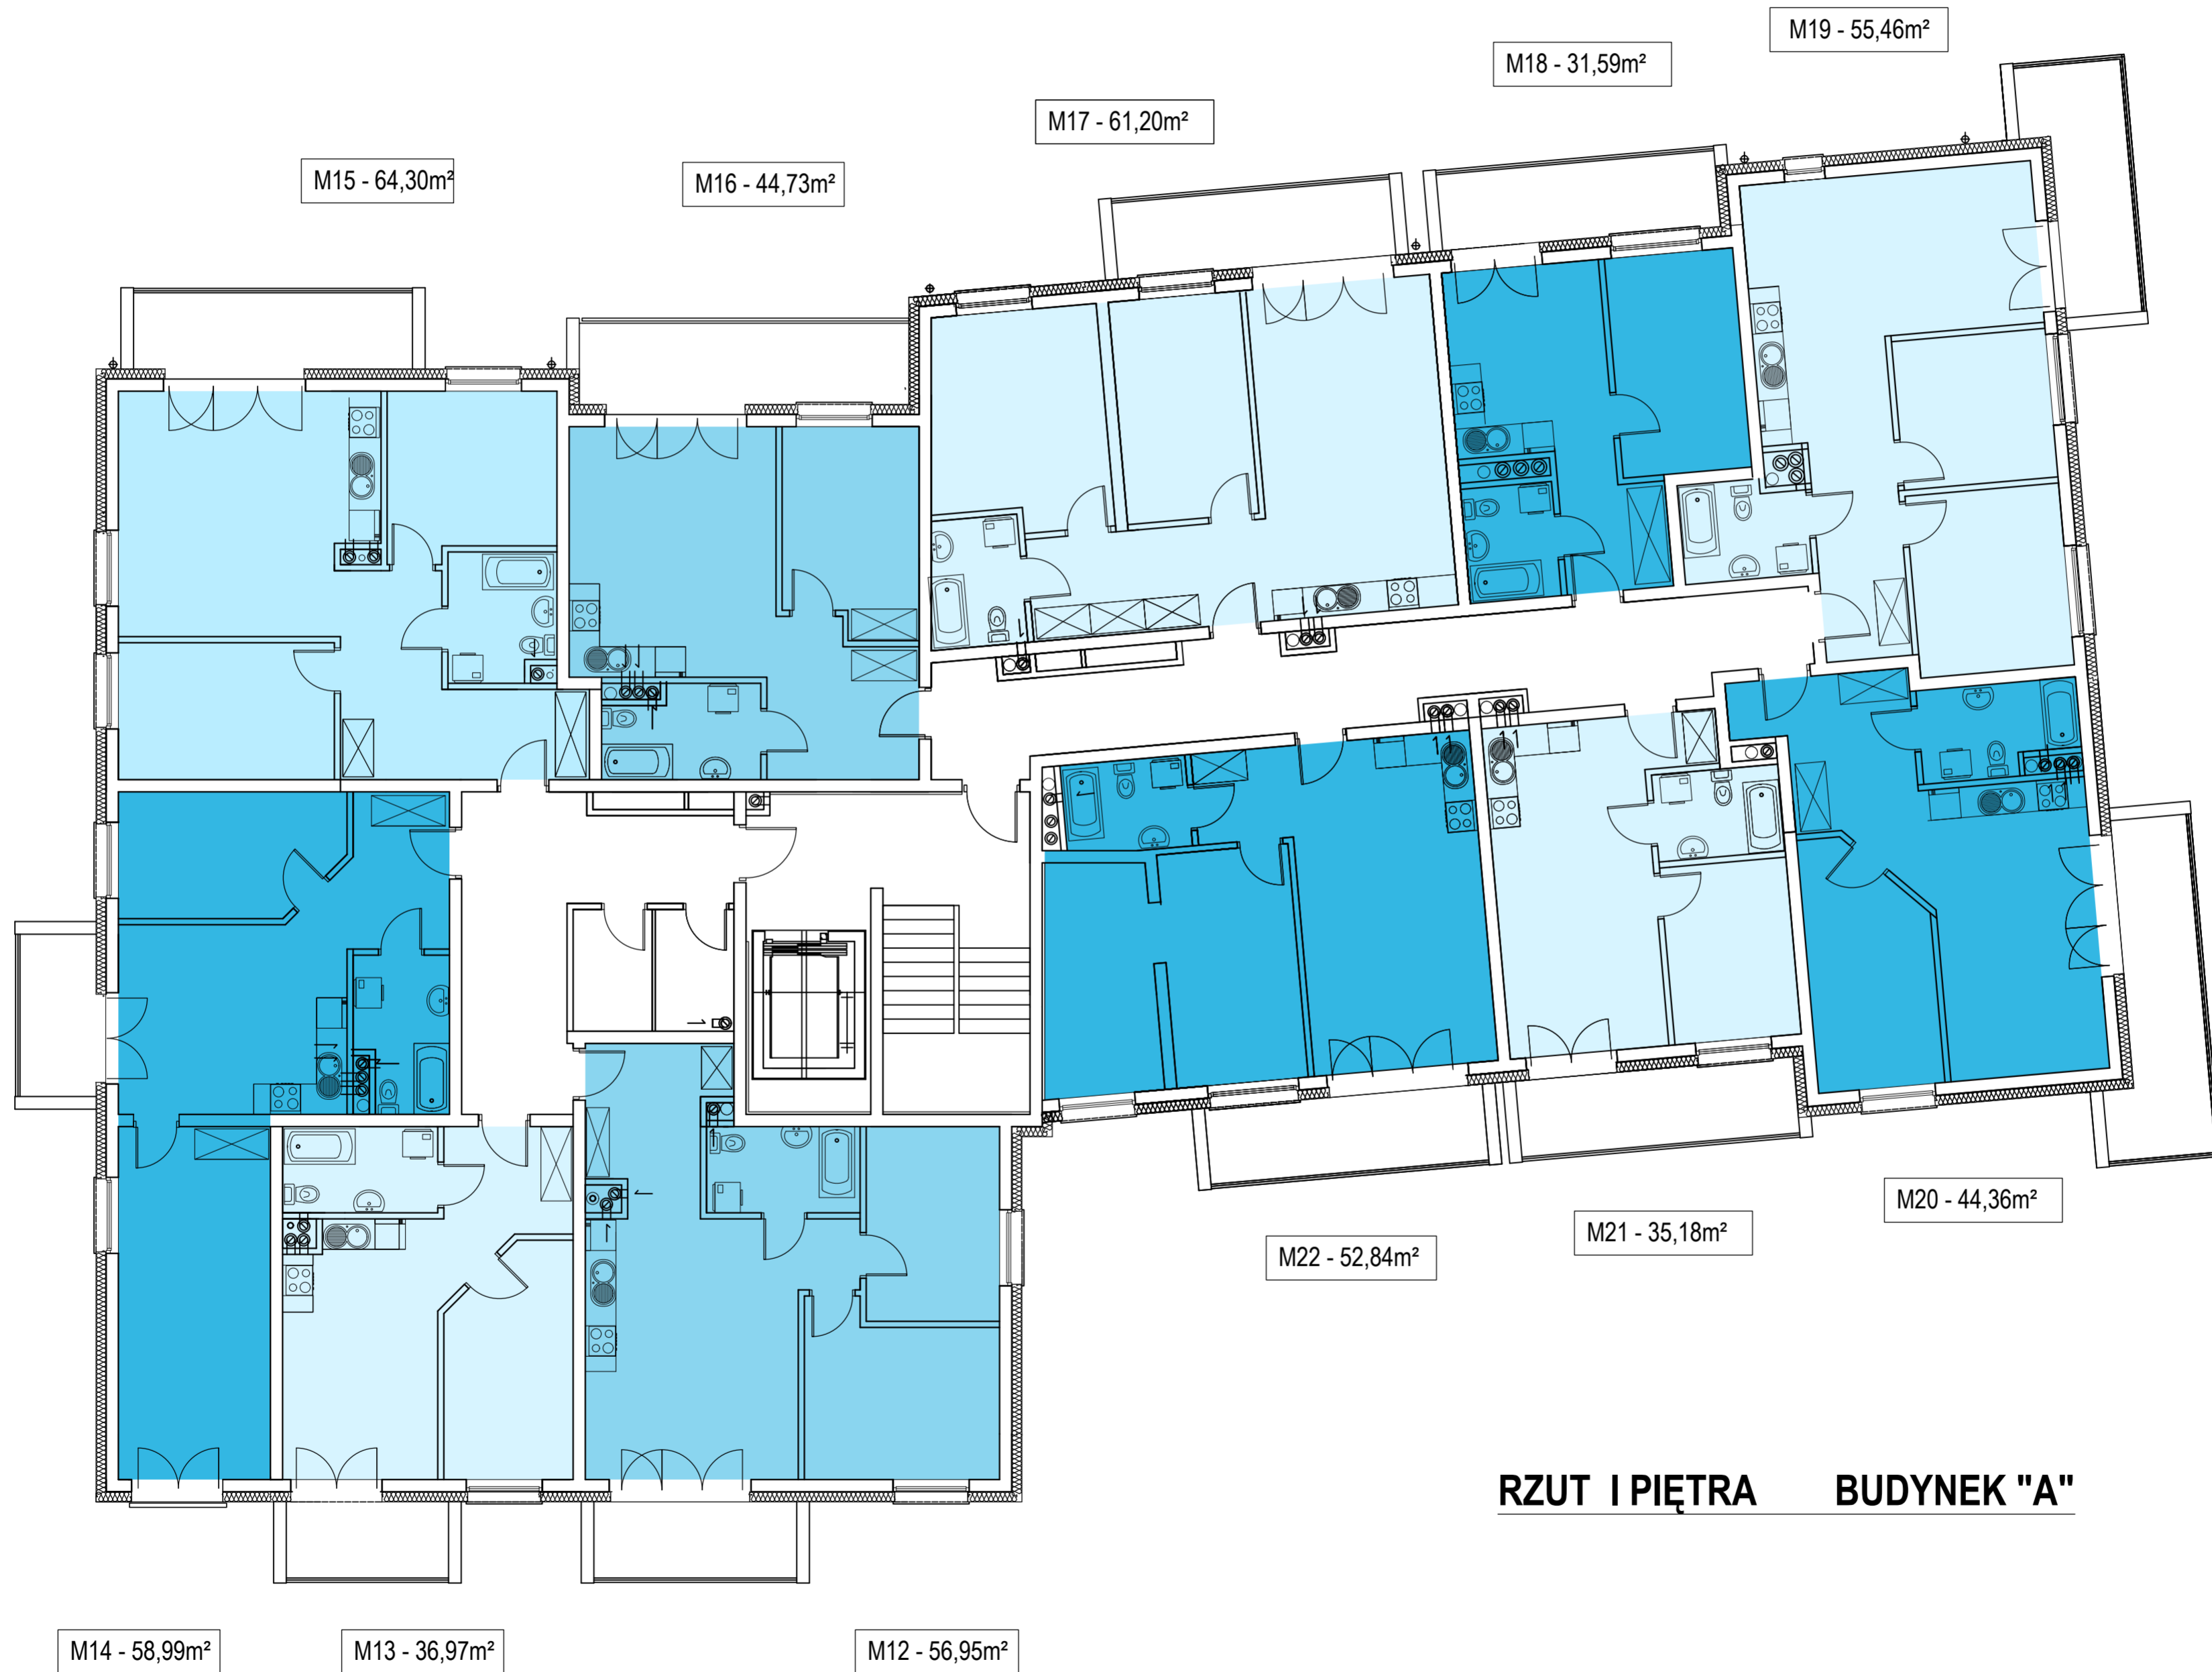 M19 - 55,46m²
M18 - 31,59m²
M17 - 61,20m²
M15 - 64,30m²
M16 - 44,73m²
M20 - 44,36m²
M21 - 35,18m²
M22 - 52,84m²
RZUT I PIĘTRA BUDYNEK "A"
M14 - 58,99m²
M13 - 36,97m²
M12 - 56,95m²